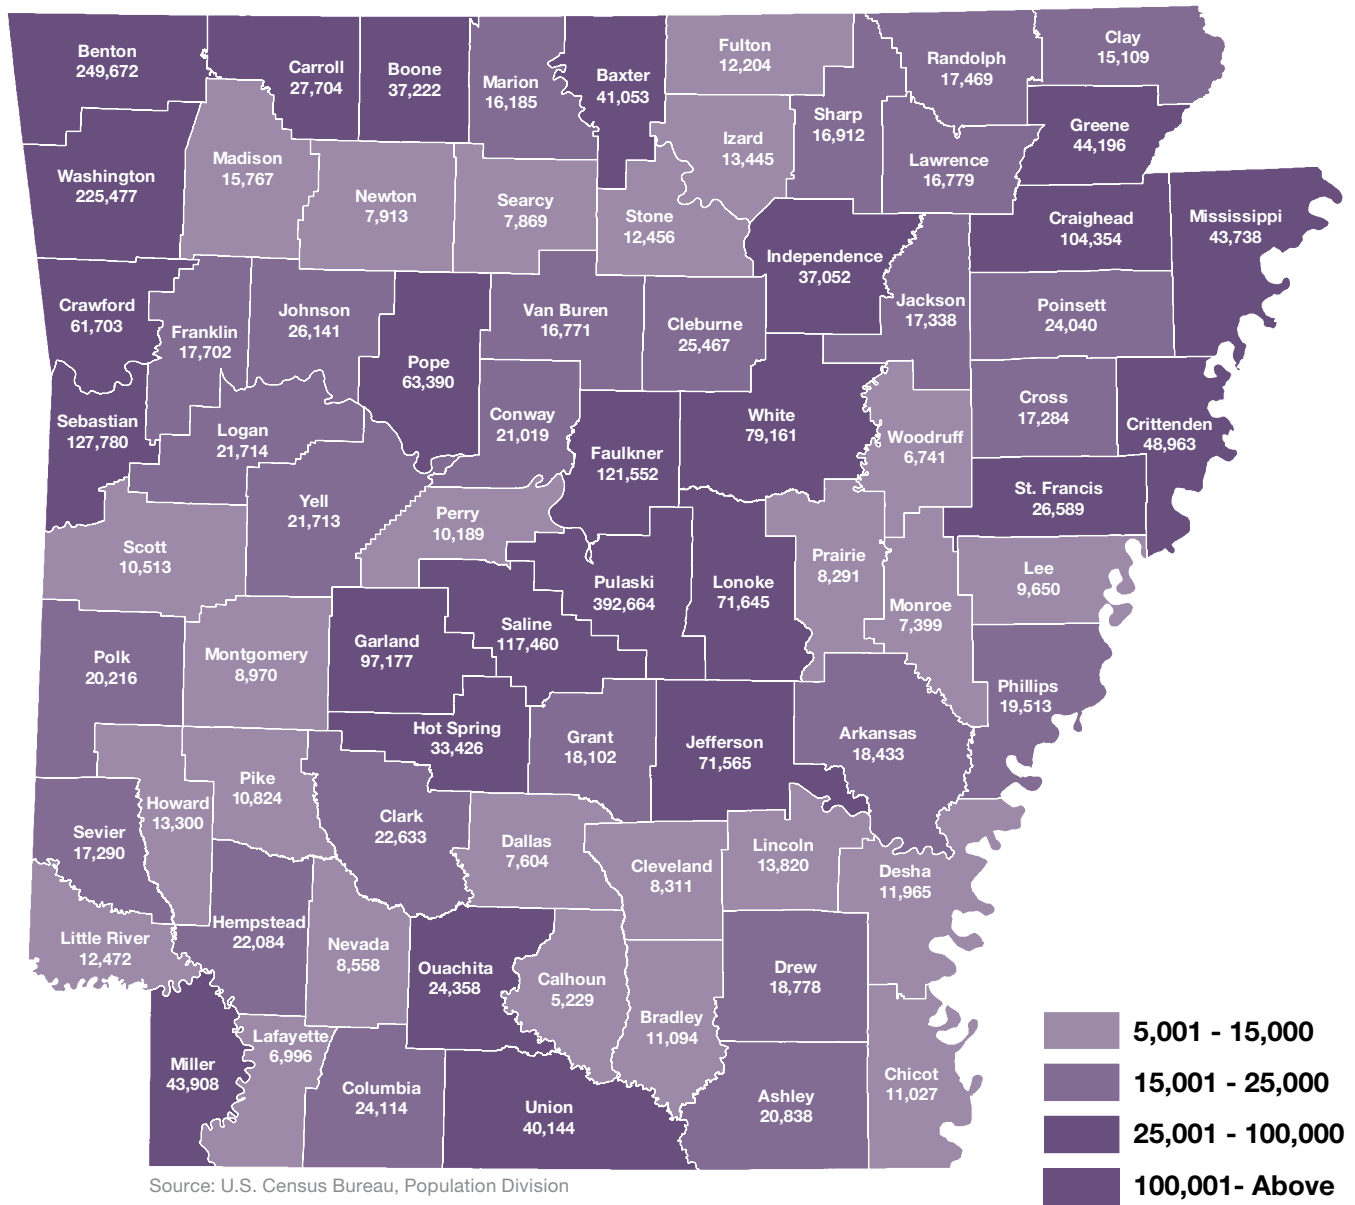 Benton
249,672
Carroll
27,704
Boone
37,222
Marion
16,185
Baxter
41,053
Fulton
12,204
Randolph
17,469
Clay
15,109
Washington
225,477
Madison
15,767
Newton
7,913
Searcy
7,869
Stone
12,456
Izard
13,445
Sharp
16,912
Lawrence
16,779
Greene
44,196
Independence
37,052
Craighead
104,354
Mississippi
43,738
Crawford
61,703
Franklin
17,702
Johnson
26,141
Pope
63,390
Van Buren
16,771
Cleburne
25,467
Jackson
17,338
Poinsett
24,040
Sebastian
127,780
Logan
21,714
Conway
21,019
Faulkner
121,552
White
79,161
Woodruff
6,741
Cross
17,284
Crittenden
48,963
Scott
10,513
Yell
21,713
Perry
10,189
Pulaski
392,664
Lonoke
71,645
Prairie
8,291
Monroe
7,399
St. Francis
26,589
Lee
9,650
Polk
20,216
Montgomery
8,970
Garland
97,177
Saline
117,460
Hot Spring
33,426
Grant
18,102
Jefferson
71,565
Arkansas
18,433
Phillips
19,513
Sevier
17,290
Howard
13,300
Pike
10,824
Clark
22,633
Dallas
7,604
Cleveland
8,311
Lincoln
13,820
Desha
11,965
Little River
12,472
Hempstead
22,084
Nevada
8,558
Ouachita
24,358
Calhoun
5,229
Bradley
11,094
Drew
18,778
Miller
43,908
Lafayette
6,996
Columbia
24,114
Union
40,144
Ashley
20,838
Chicot
11,027
5,001 - 15,000
15,001 - 25,000
25,001 - 100,000
100,001- Above
Source: U.S. Census Bureau, Population Division